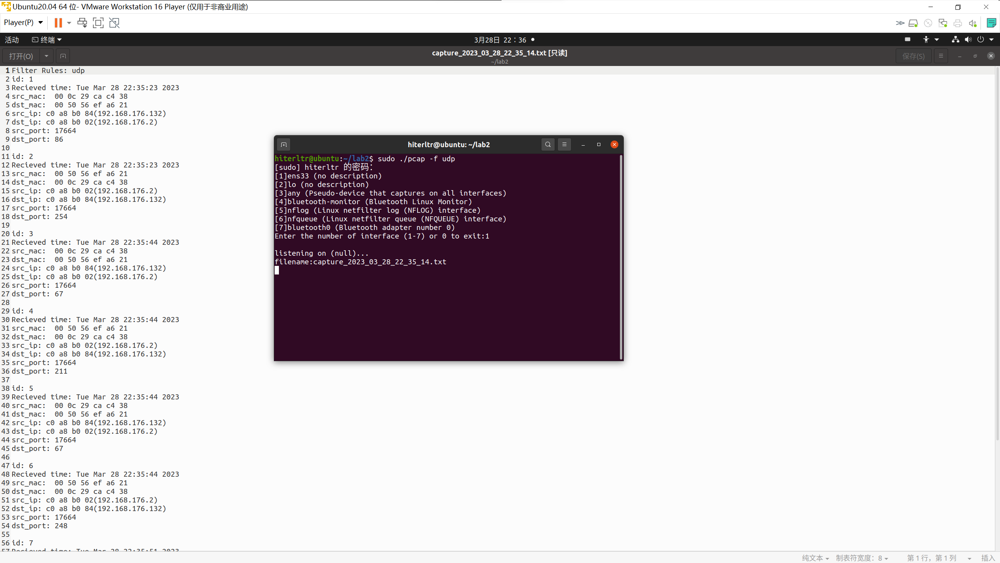 Ubuntu20.04 64 位- VMware Workstation 16 Player (仅用于非商业用途)
Player(P)
活动
终端
3月28日 22：36
打开(O)
capture_2023_03_28_22_35_14.txt [只读]
~/lab2
保存(S)
1 Filter Rules: udp
2 id: 1
3 Recieved time: Tue Mar 28 22:35:23 2023
4 src_mac:  00 0c 29 ca c4 38
5 dst_mac:  00 50 56 ef a6 21
6 src_ip: c0 a8 b0 84(192.168.176.132)
7 dst_ip: c0 a8 b0 02(192.168.176.2)
8 src_port: 17664
9 dst_port: 86
10
11 id: 2
12 Recieved time: Tue Mar 28 22:35:23 2023
13 src_mac:  00 50 56 ef a6 21
14 dst_mac:  00 0c 29 ca c4 38
15 src_ip: c0 a8 b0 02(192.168.176.2)
16 dst_ip: c0 a8 b0 84(192.168.176.132)
17 src_port: 17664
18 dst_port: 254
19
20 id: 3
21 Recieved time: Tue Mar 28 22:35:44 2023
22 src_mac:  00 0c 29 ca c4 38
23 dst_mac:  00 50 56 ef a6 21
24 src_ip: c0 a8 b0 84(192.168.176.132)
25 dst_ip: c0 a8 b0 02(192.168.176.2)
26 src_port: 17664
27 dst_port: 67
28
29 id: 4
30 Recieved time: Tue Mar 28 22:35:44 2023
31 src_mac:  00 50 56 ef a6 21
32 dst_mac:  00 0c 29 ca c4 38
33 src_ip: c0 a8 b0 02(192.168.176.2)
34 dst_ip: c0 a8 b0 84(192.168.176.132)
35 src_port: 17664
36 dst_port: 211
37
38 id: 5
39 Recieved time: Tue Mar 28 22:35:44 2023
40 src_mac:  00 0c 29 ca c4 38
41 dst_mac:  00 50 56 ef a6 21
42 src_ip: c0 a8 b0 84(192.168.176.132)
43 dst_ip: c0 a8 b0 02(192.168.176.2)
44 src_port: 17664
45 dst_port: 67
46
47 id: 6
48 Recieved time: Tue Mar 28 22:35:44 2023
49 src_mac:  00 50 56 ef a6 21
50 dst_mac:  00 0c 29 ca c4 38
51 src_ip: c0 a8 b0 02(192.168.176.2)
52 dst_ip: c0 a8 b0 84(192.168.176.132)
53 src_port: 17664
54 dst_port: 248
55
56 id: 7
57 Recieved time: Tue Mar 28 22:35:51 2023
hiterltr@ubuntu: ~/lab2
hiterltr@ubuntu:~/lab2$ sudo ./pcap -f udp
[sudo] hiterltr 的密码：
[1]ens33 (no description)
[2]lo (no description)
[3]any (Pseudo-device that captures on all interfaces)
[4]bluetooth-monitor (Bluetooth Linux Monitor)
[5]nflog (Linux netfilter log (NFLOG) interface)
[6]nfqueue (Linux netfilter queue (NFQUEUE) interface)
[7]bluetooth0 (Bluetooth adapter number 0)
Enter the number of interface (1-7) or 0 to exit:1
listening on (null)...
filename:capture_2023_03_28_22_35_14.txt
纯文本 制表符宽度：8 第 1 行，第 1 列 插入